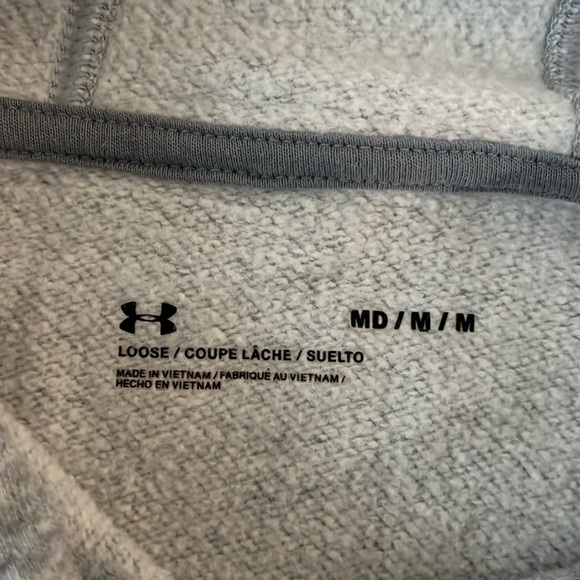 MD / M / M
LOOSE / COUPE LÂCHE / SUELTO
MADE IN VIETNAM / FABRIQUÉ AU VIETNAM /
HECHO EN VIETNAM